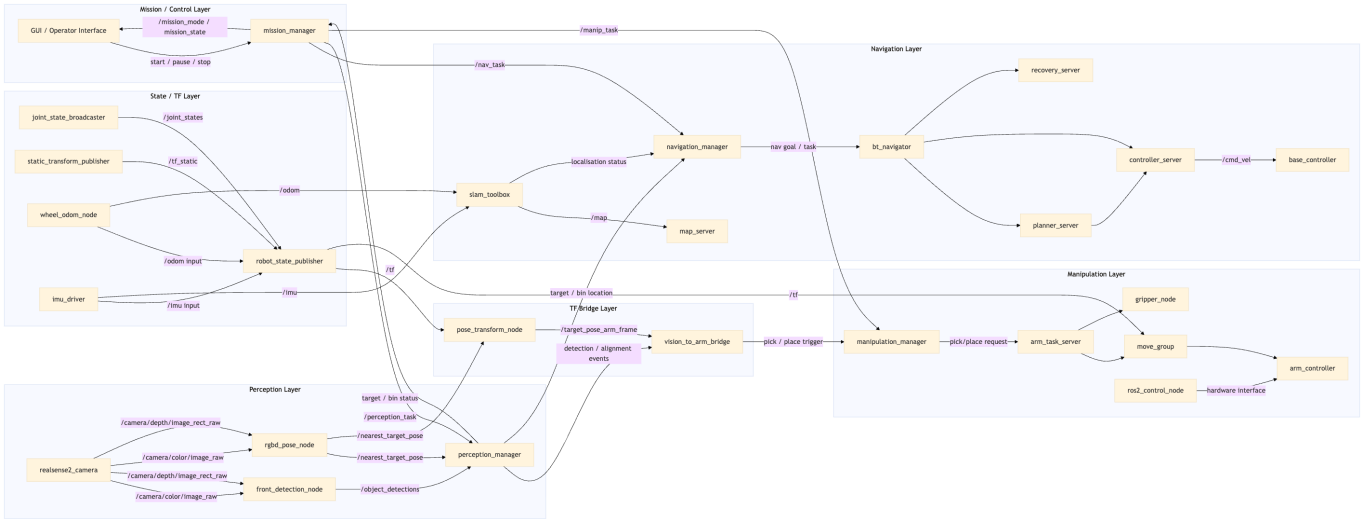 Mission / Control Layer
GUI / Operator Interface
/mission_mode /
mission_state
mission_manager
start / pause / stop
/manip_task
/nav_task
Navigation Layer
recovery_server
navigation_manager
nav goal / task
bt_navigator
controller_server
/cmd_vel
base_controller
localisation status
slam_toolbox
/map
map_server
planner_server
State / TF Layer
joint_state_broadcaster
/joint_states
static_transform_publisher
/tf_static
/odom
wheel_odom_node
/odom input
robot_state_publisher
imu_driver
/imu
/imu input
/tf
target / bin location
/tf
TF Bridge Layer
pose_transform_node
/target_pose_arm_frame
vision_to_arm_bridge
detection / alignment
events
pick / place trigger
Manipulation Layer
gripper_node
manipulation_manager
pick/place request
arm_task_server
move_group
arm_controller
ros2_control_node
hardware interface
Perception Layer
target / bin status
/perception_task
/camera/depth/image_rect_raw
rgbd_pose_node
/nearest_target_pose
/camera/color/image_raw
/nearest_target_pose
perception_manager
realsense2_camera
/camera/depth/image_rect_raw
front_detection_node
/object_detections
/camera/color/image_raw